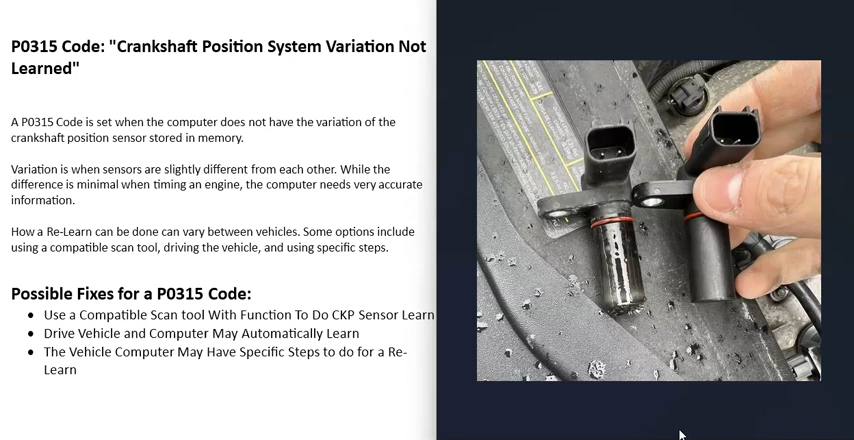 P0315 Code: "Crankshaft Position System Variation Not
Learned"
A P0315 Code is set when the computer does not have the variation of the
crankshaft position sensor stored in memory.
Variation is when sensors are slightly different from each other. While the
difference is minimal when timing an engine, the computer needs very accurate
information.
How a Re-Learn can be done can vary between vehicles. Some options include
using a compatible scan tool, driving the vehicle, and using specific steps.
Possible Fixes for a P0315 Code:
• Use a Compatible Scan tool With Function To Do CKP Sensor Learn
• Drive Vehicle and Computer May Automatically Learn
• The Vehicle Computer May Have Specific Steps to do for a Re-
Learn